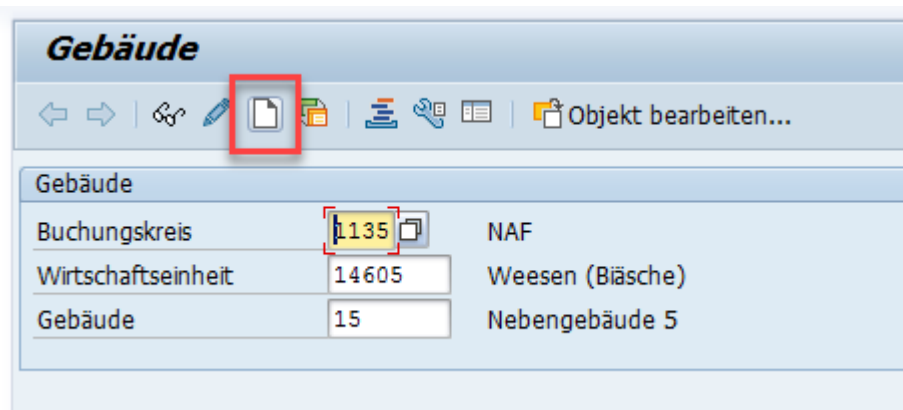 Gebäude
Objekt bearbeiten...
Gebäude
Buchungskreis 1135 NAF
Wirtschaftseinheit 14605 Weesen (Biäsche)
Gebäude 15 Nebengebäude 5